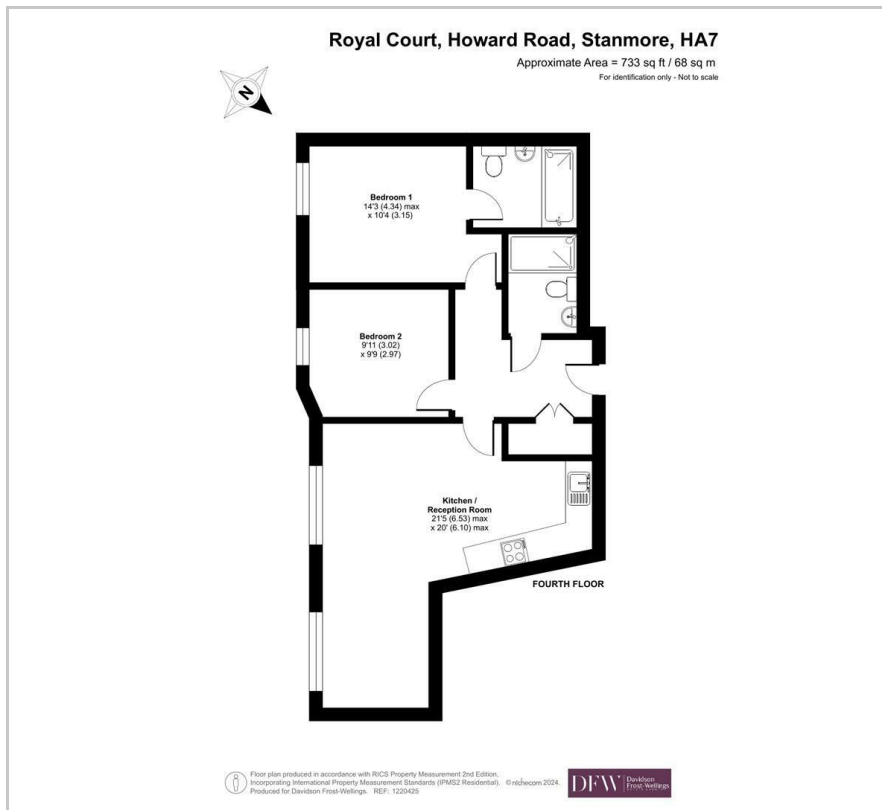 Royal Court, Howard Road, Stanmore, HA7
Approximate Area = 733 sq ft / 68 sq m
For identification only - Not to scale
N
Bedroom 1
14'3 (4.34) max
x 10'4 (3.15)
Bedroom 2
9'11 (3.02)
x 9'9 (2.97)
Kitchen /
Reception Room
21'5 (6.53) max
x 20' (6.10) max
FOURTH FLOOR
Floor plan produced in accordance with RICS Property Measurement 2nd Edition,
Incorporating International Property Measurement Standards (IPMS2 Residential). © nichecom 2024.
Produced for Davidson Frost-Wellings. REF: 1220425
DFW Davidson
Frost-Wellings